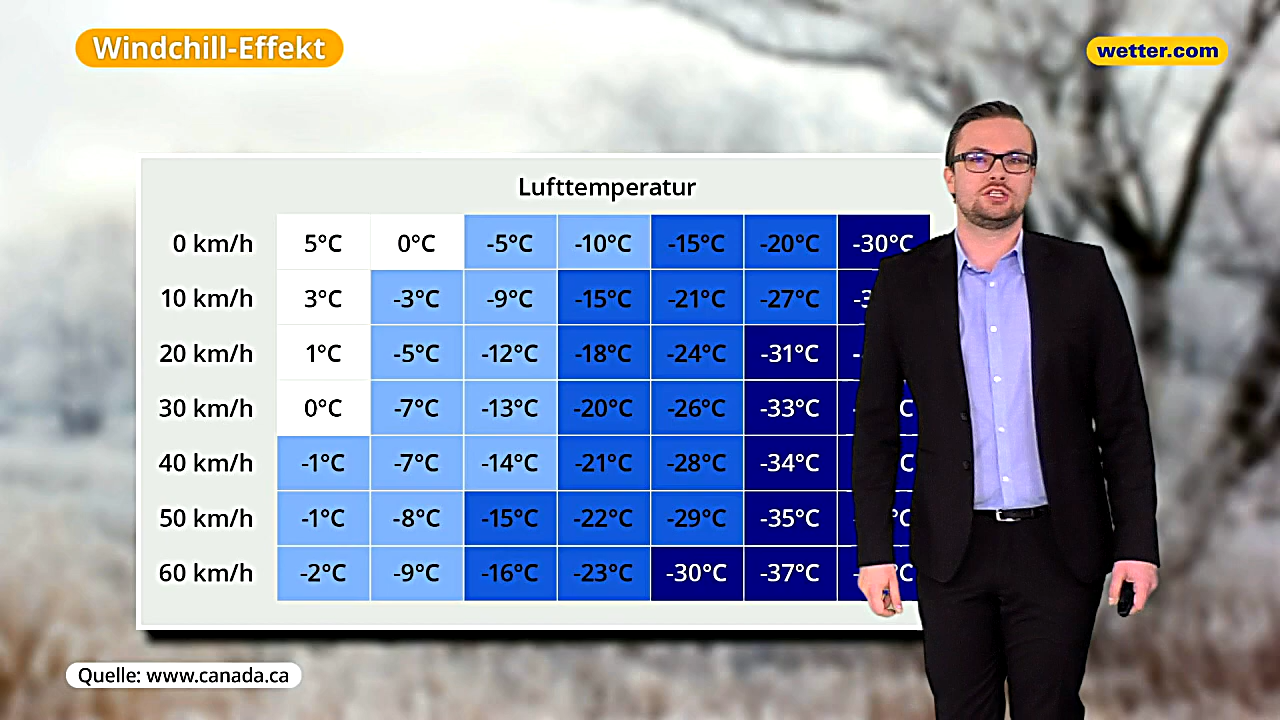 Windchill-Effekt
wetter.com
Lufttemperatur
0 km/h 5°C 0°C -5°C -10°C -15°C -20°C -30°C
10 km/h 3°C -3°C -9°C -15°C -21°C -27°C
20 km/h 1°C -5°C -12°C -18°C -24°C -31°C
30 km/h 0°C -7°C -13°C -20°C -26°C -33°C
40 km/h -1°C -7°C -14°C -21°C -28°C -34°C
50 km/h -1°C -8°C -15°C -22°C -29°C -35°C
60 km/h -2°C -9°C -16°C -23°C -30°C -37°C
Quelle: www.canada.ca